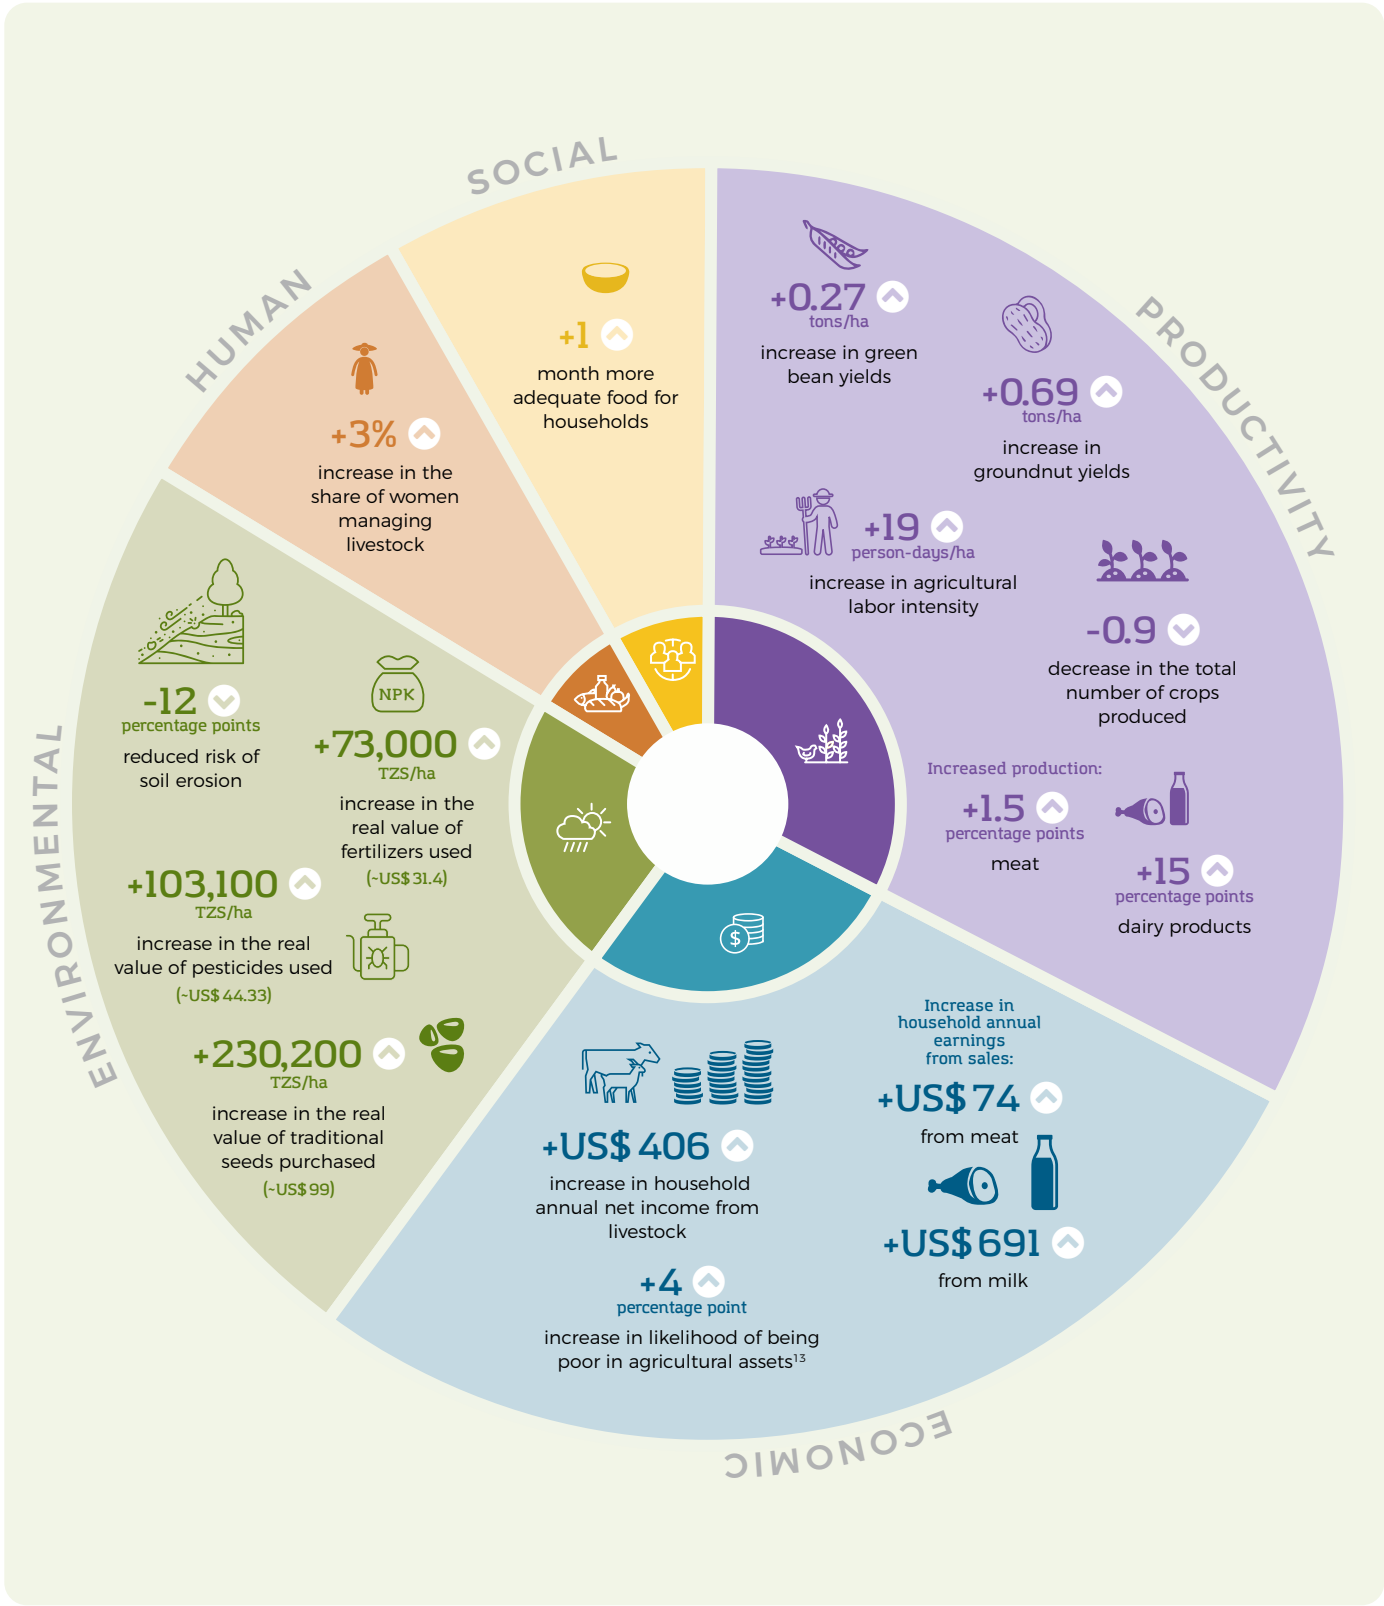 SOCIAL
+1
month more
adequate food for
households
HUMAN
+3%
increase in the
share of women
managing
livestock
PRODUCTIVITY
+0.27
tons/ha
increase in green
bean yields
+0.69
tons/ha
increase in
groundnut yields
+19
person-days/ha
increase in agricultural
labor intensity
-0.9
decrease in the total
number of crops
produced
Increased production:
+1.5
percentage points
meat
+15
percentage points
dairy products
ENVIRONMENTAL
-12
percentage points
reduced risk of
soil erosion
NPK
+73,000
TZS/ha
increase in the
real value of
fertilizers used
(~US$ 31.4)
+103,100
TZS/ha
increase in the real
value of pesticides used
(~US$ 44.33)
+230,200
TZS/ha
increase in the real
value of traditional
seeds purchased
(~US$ 99)
$
ECONOMIC
+US$ 406
increase in household
annual net income from
livestock
+4
percentage point
increase in likelihood of being
poor in agricultural assets¹³
Increase in
household annual
earnings
from sales:
+US$ 74
from meat
+US$ 691
from milk